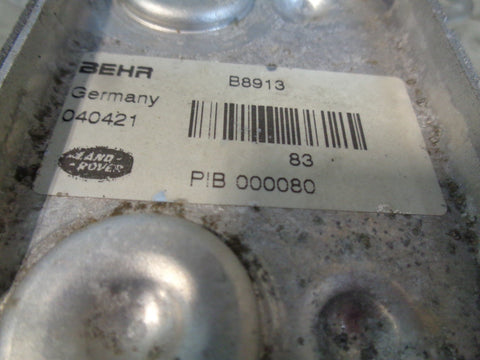 BEHR B8913
Germany
040421
83
LAND
ROVER
PIB 000080